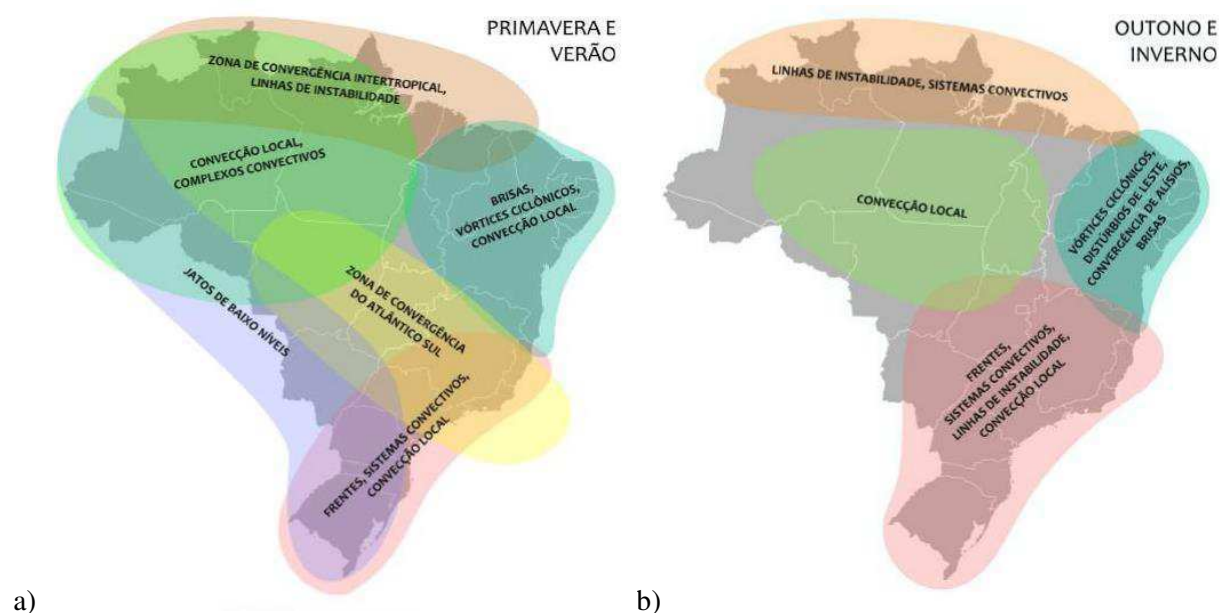 PRIMAVERA E
VERÃO
ZONA DE CONVERGÊNCIA INTERTROPICAL,
LINHAS DE INSTABILIDADE
CONVECÇÃO LOCAL,
COMPLEXOS CONVECTIVOS
BRISAS,
VÓRTICES CICLÔNICOS,
CONVECÇÃO LOCAL
JATOS DE BAIXO NÍVEIS
ZONA DE CONVERGÊNCIA
DO ATLÂNTICO SUL
FRENTES, SISTEMAS CONVECTIVOS,
CONVECÇÃO LOCAL
a)
OUTONO E
INVERNO
LINHAS DE INSTABILIDADE, SISTEMAS CONVECTIVOS
CONVECÇÃO LOCAL
VÓRTICES CICLÔNICOS,
DISTÚRBIOS DE LESTE,
CONVERGÊNCIA DE ALÍSIOS,
BRISAS
FRENTES,
SISTEMAS CONVECTIVOS,
LINHAS DE INSTABILIDADE,
CONVECÇÃO LOCAL
b)